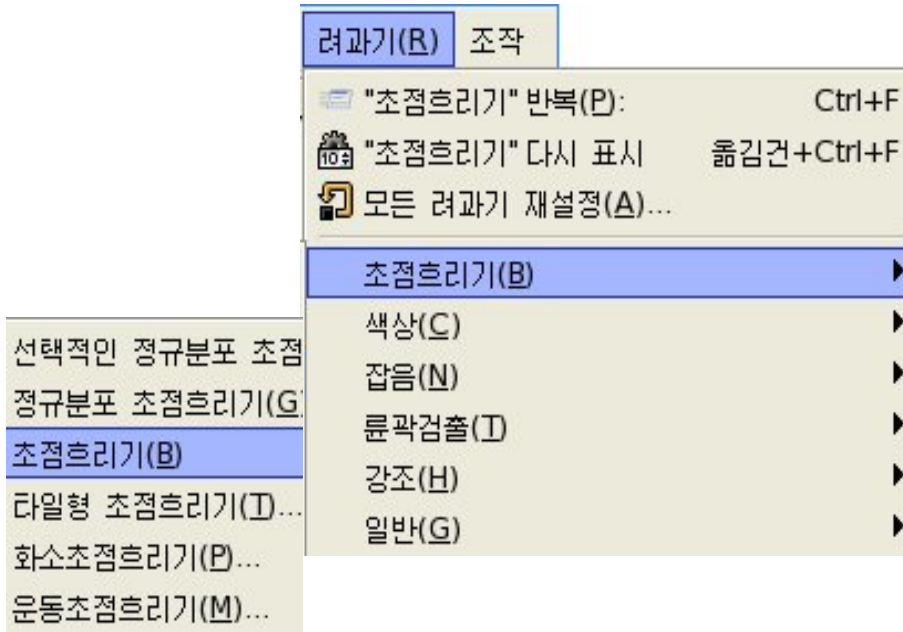 려과기(R) 조작
"초점흐리기" 반복(P): Ctrl+F
"초점흐리기" 다시 표시 옮김건+Ctrl+F
모든 려과기 재설정(A)...
초점흐리기(B)
색상(C)
잡음(N)
륜곽검출(T)
강조(H)
일반(G)
선택적인 정규분포 초점
정규분포 초점흐리기(G)
초점흐리기(B)
타일형 초점흐리기(T)...
화소초점흐리기(P)...
운동초점흐리기(M)...